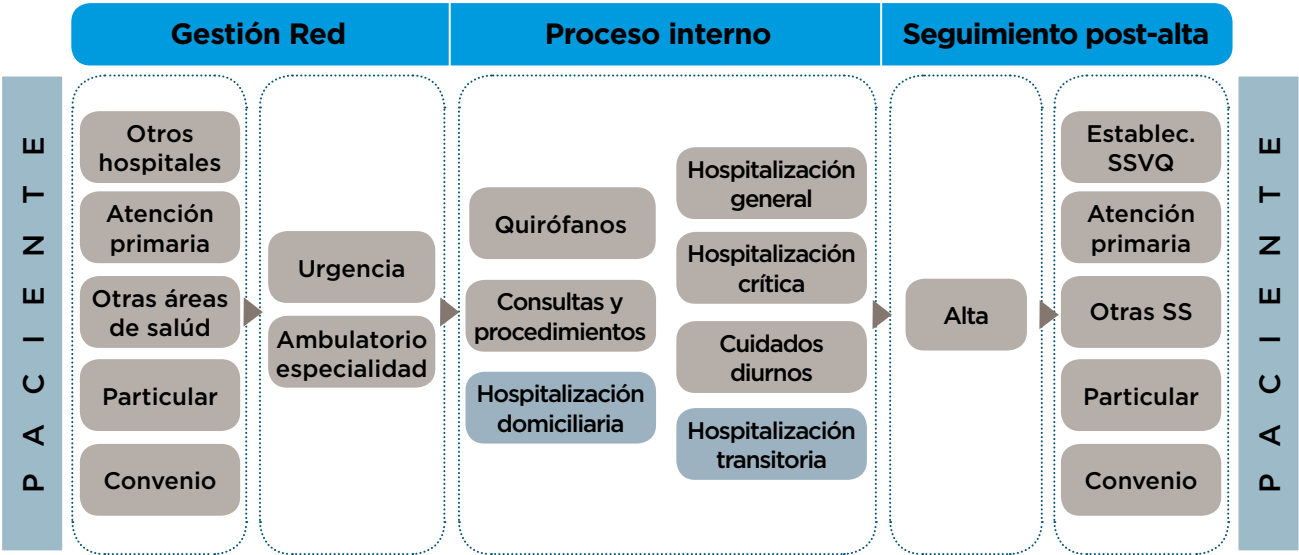 Gestión Red
Proceso interno
Seguimiento post-alta
PACIENTE
Otros
hospitales
Atención
primaria
Otras áreas
de salúd
Particular
Convenio
Urgencia
Ambulatorio
especialidad
Quirófanos
Consultas y
procedimientos
Hospitalización
domiciliaria
Hospitalización
general
Hospitalización
crítica
Cuidados
diurnos
Hospitalización
transitoria
Alta
Establec.
SSVQ
Atención
primaria
Otras SS
Particular
Convenio
PACIENTE